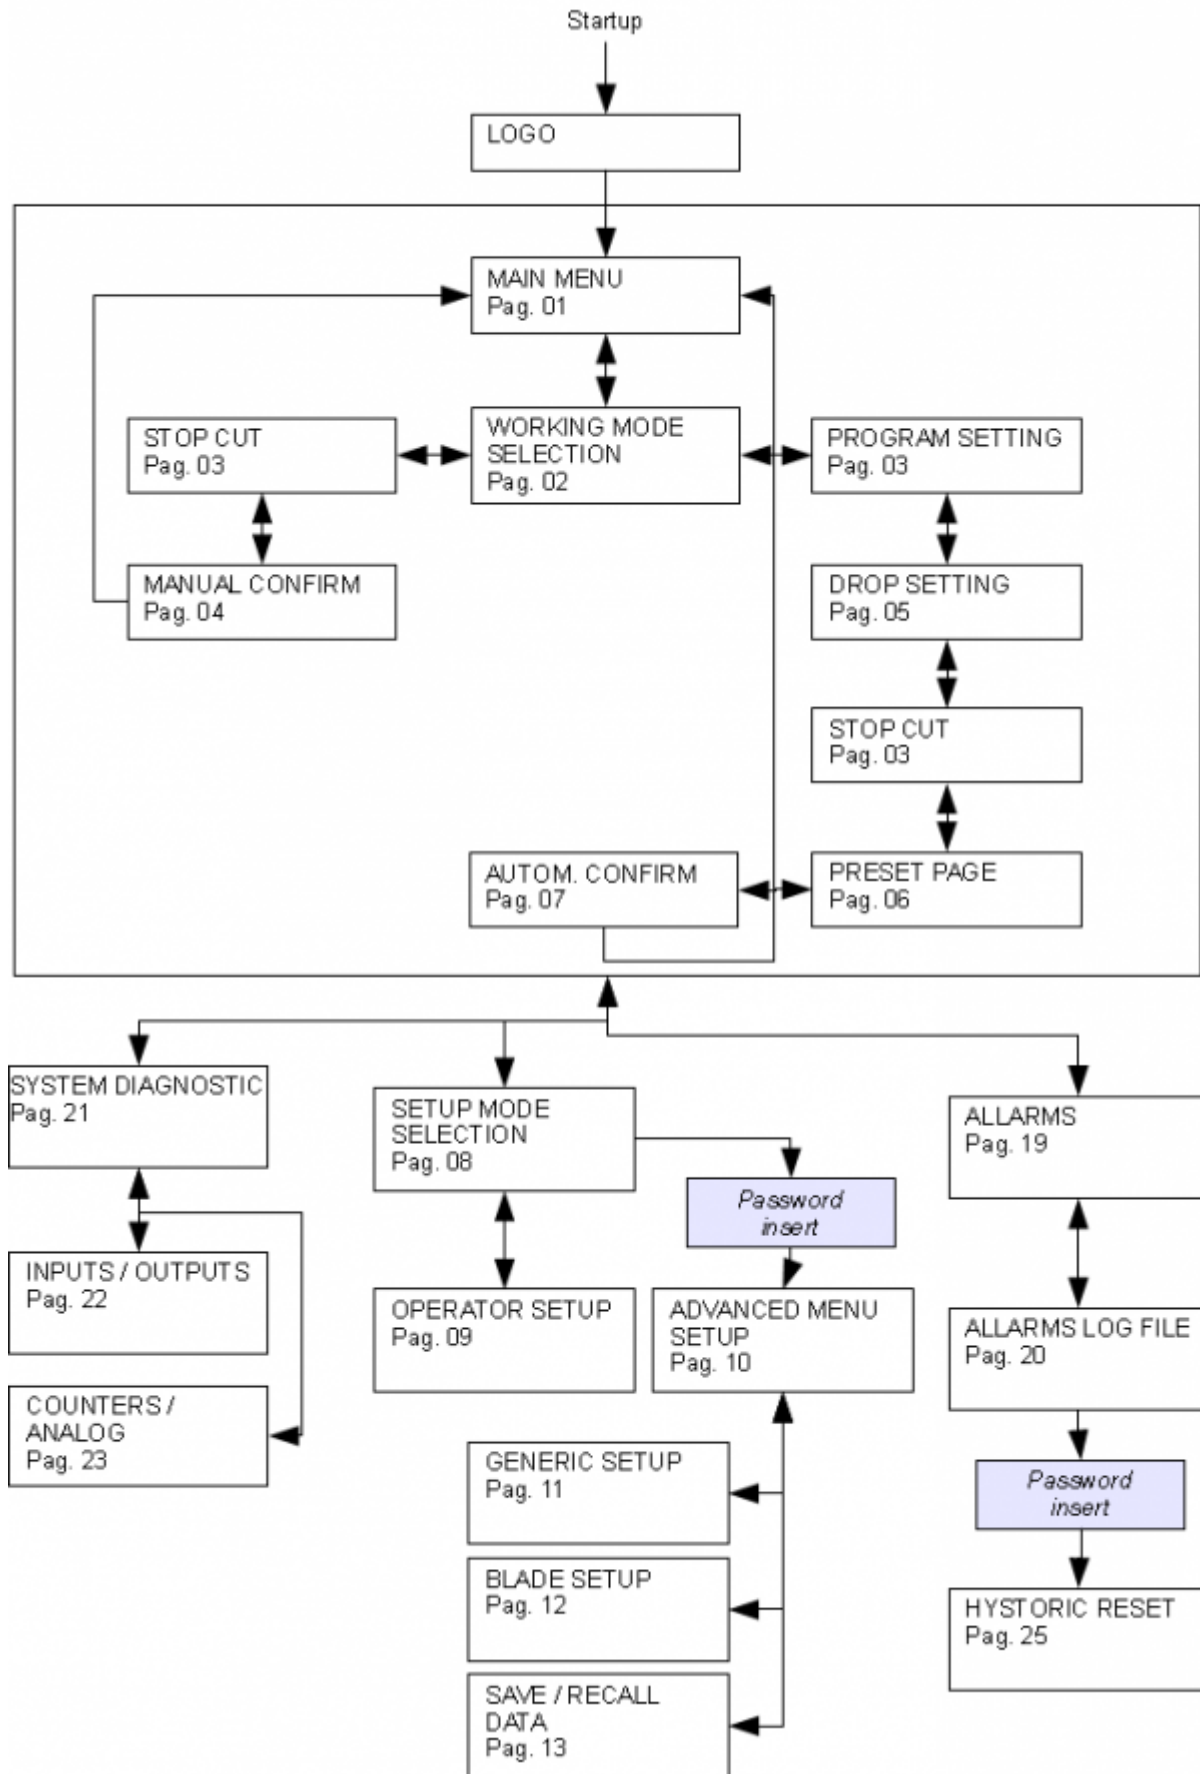 Startup
LOGO
MAIN MENU
Pag. 01
STOP CUT
Pag. 03
WORKING MODE
SELECTION
Pag. 02
PROGRAM SETTING
Pag. 03
MANUAL CONFIRM
Pag. 04
DROP SETTING
Pag. 05
STOP CUT
Pag. 03
AUTOM. CONFIRM
Pag. 07
PRESET PAGE
Pag. 06
SYSTEM DIAGNOSTIC
Pag. 21
SETUP MODE
SELECTION
Pag. 08
ALLARMS
Pag. 19
Password
insert
INPUTS / OUTPUTS
Pag. 22
OPERATOR SETUP
Pag. 09
ADVANCED MENU
SETUP
Pag. 10
ALLARMS LOG FILE
Pag. 20
COUNTERS /
ANALOG
Pag. 23
GENERIC SETUP
Pag. 11
Password
insert
BLADE SETUP
Pag. 12
HYSTORIC RESET
Pag. 25
SAVE / RECALL
DATA
Pag. 13